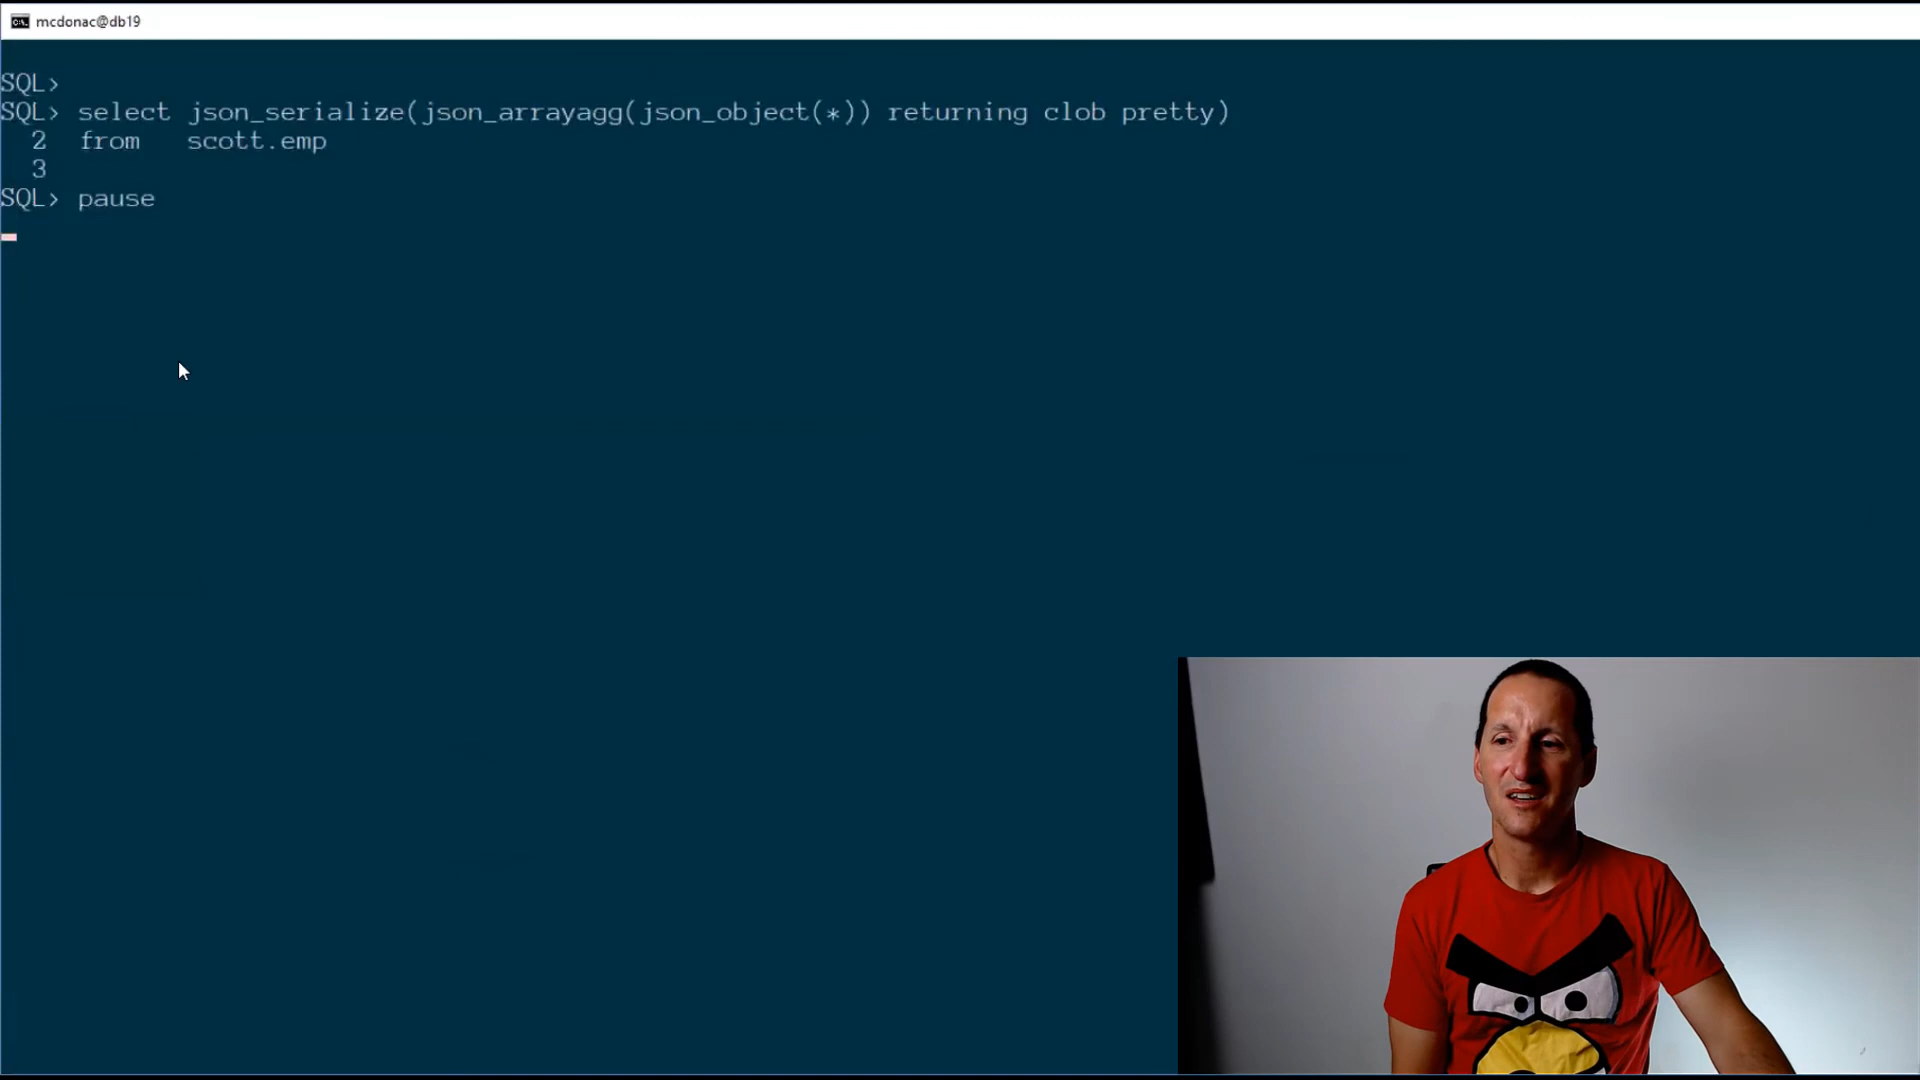 mcdonac@db19
SQL>
SQL> select json_serialize(json_arrayagg(json_object(*)) returning clob pretty)
2 from scott.emp
3
SQL> pause